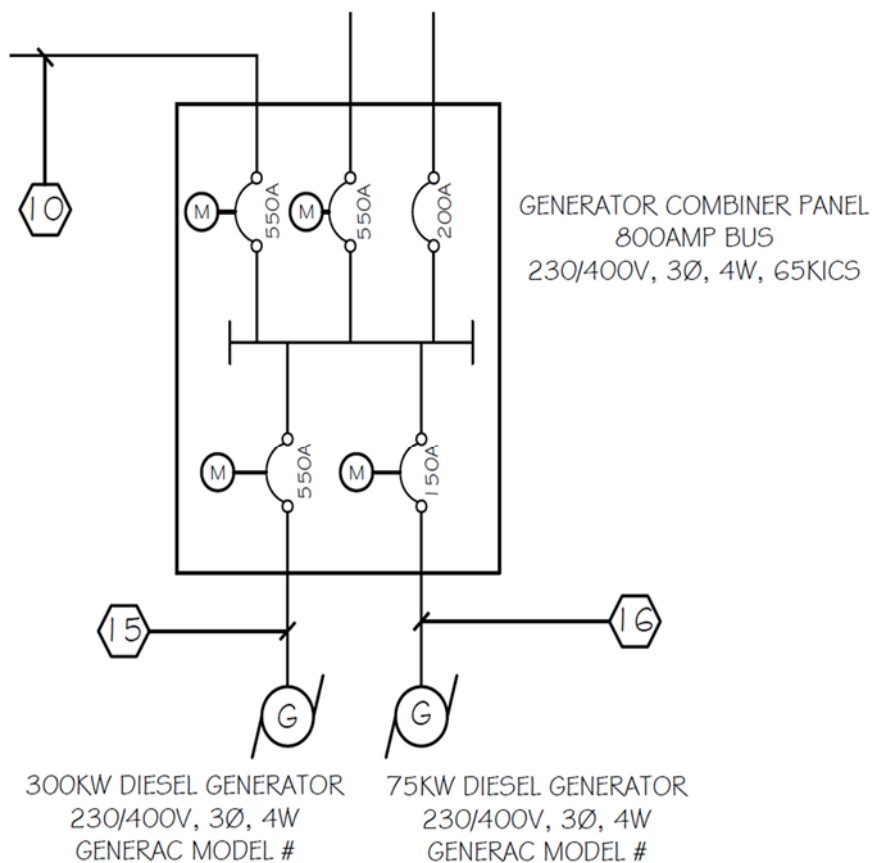 10
M
550A
M
550A
200A
GENERATOR COMBINER PANEL
800AMP BUS
230/400V, 3Ø, 4W, 65KICS
M
550A
M
150A
15
16
G
G
300KW DIESEL GENERATOR
230/400V, 3Ø, 4W
GENERAC MODEL #
75KW DIESEL GENERATOR
230/400V, 3Ø, 4W
GENERAC MODEL #